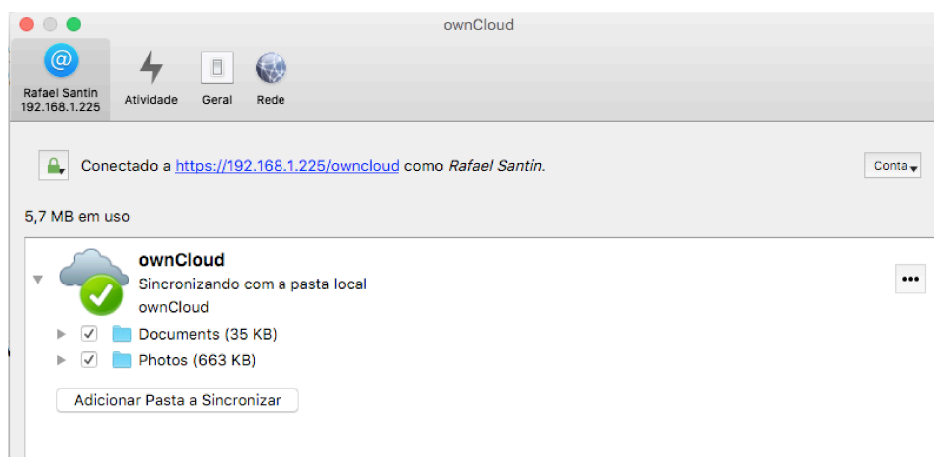 ownCloud
Rafael Santin
192.168.1.225
Atividade
Geral
Rede
Conectado a https://192.168.1.225/owncloud como Rafael Santin.
Conta
5,7 MB em uso
ownCloud
Sincronizando com a pasta local
ownCloud
Documents (35 KB)
Photos (663 KB)
Adicionar Pasta a Sincronizar